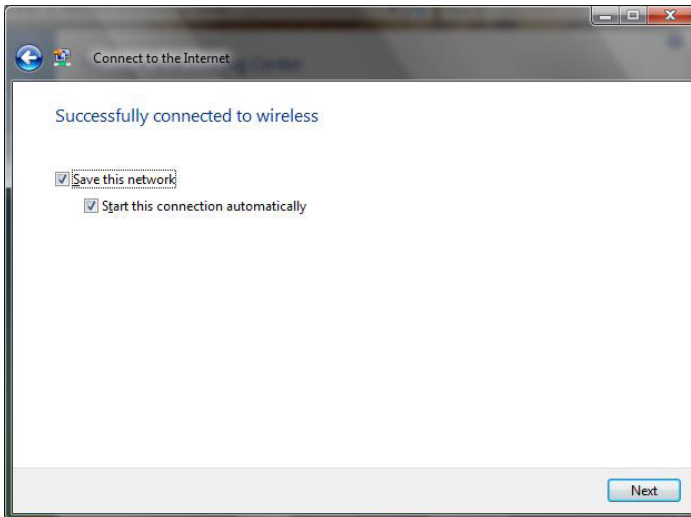 Connect to the Internet
Successfully connected to wireless
Save this network
Start this connection automatically
Next